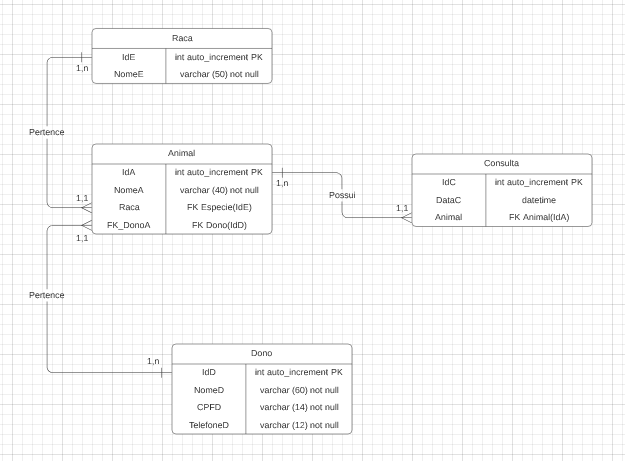 Raca
IdE int auto_increment PK
1,n
NomeE varchar (50) not null
Pertence
Animal
IdA int auto_increment PK
1,n
NomeA varchar (40) not null
1,1
Raca FK Especie(IdE)
FK_DonoA FK Dono(IdD)
1,1
Possui
Consulta
IdC int auto_increment PK
DataC datetime
1,1
Animal FK Animal(IdA)
Pertence
Dono
1,n
IdD int auto_increment PK
NomeD varchar (60) not null
CPFD varchar (14) not null
TelefoneD varchar (12) not null